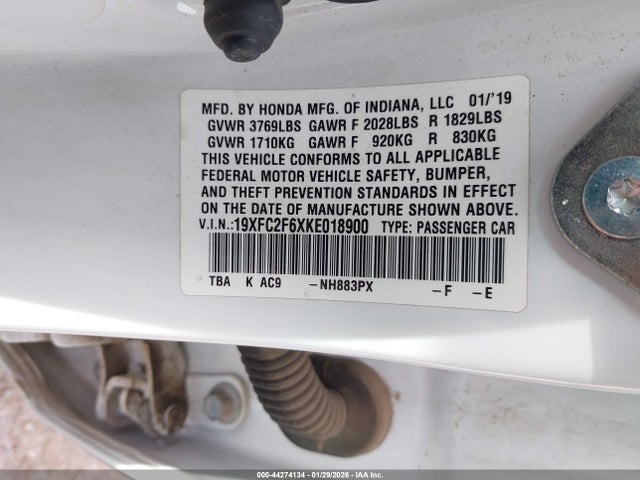 MFD. BY HONDA MFG. OF INDIANA, LLC 01/'19
GVWR 3769LBS GAWR F 2028LBS R 1829LBS
GVWR 1710KG GAWR F 920KG R 830KG
THIS VEHICLE CONFORMS TO ALL APPLICABLE
FEDERAL MOTOR VEHICLE SAFETY, BUMPER,
AND THEFT PREVENTION STANDARDS IN EFFECT
ON THE DATE OF MANUFACTURE SHOWN ABOVE.
V.I.N.:19XFC2F6XKE018900 TYPE: PASSENGER CAR
TBA K AC9 –NH883PX –F –E
000-44274134 | 01/29/2026 - IAAI.COM